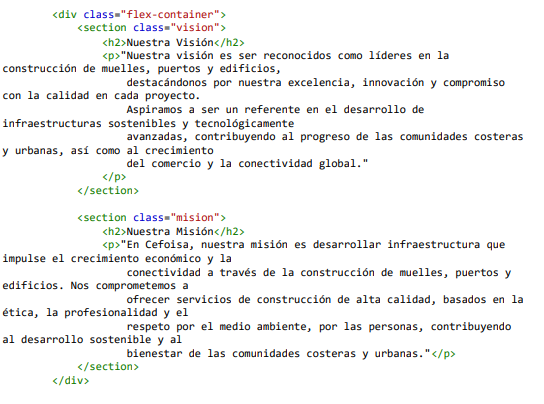 <div class="flex-container">
<section class="vision">
<h2>Nuestra Visión</h2>
<p>"Nuestra visión es ser reconocidos como líderes en la
construcción de muelles, puertos y edificios,
destacándonos por nuestra excelencia, innovación y compromiso
con la calidad en cada proyecto.
Aspiramos a ser un referente en el desarrollo de
infraestructuras sostenibles y tecnológicamente
avanzadas, contribuyendo al progreso de las comunidades costeras
y urbanas, así como al crecimiento
del comercio y la conectividad global."
</p>
</section>
<section class="mision">
<h2>Nuestra Misión</h2>
<p>"En Cefoisa, nuestra misión es desarrollar infraestructura que
impulse el crecimiento económico y la
conectividad a través de la construcción de muelles, puertos y
edificios. Nos comprometemos a
ofrecer servicios de construcción de alta calidad, basados en la
ética, la profesionalidad y el
respeto por el medio ambiente, por las personas, contribuyendo
al desarrollo sostenible y al
bienestar de las comunidades costeras y urbanas."</p>
</section>
</div>